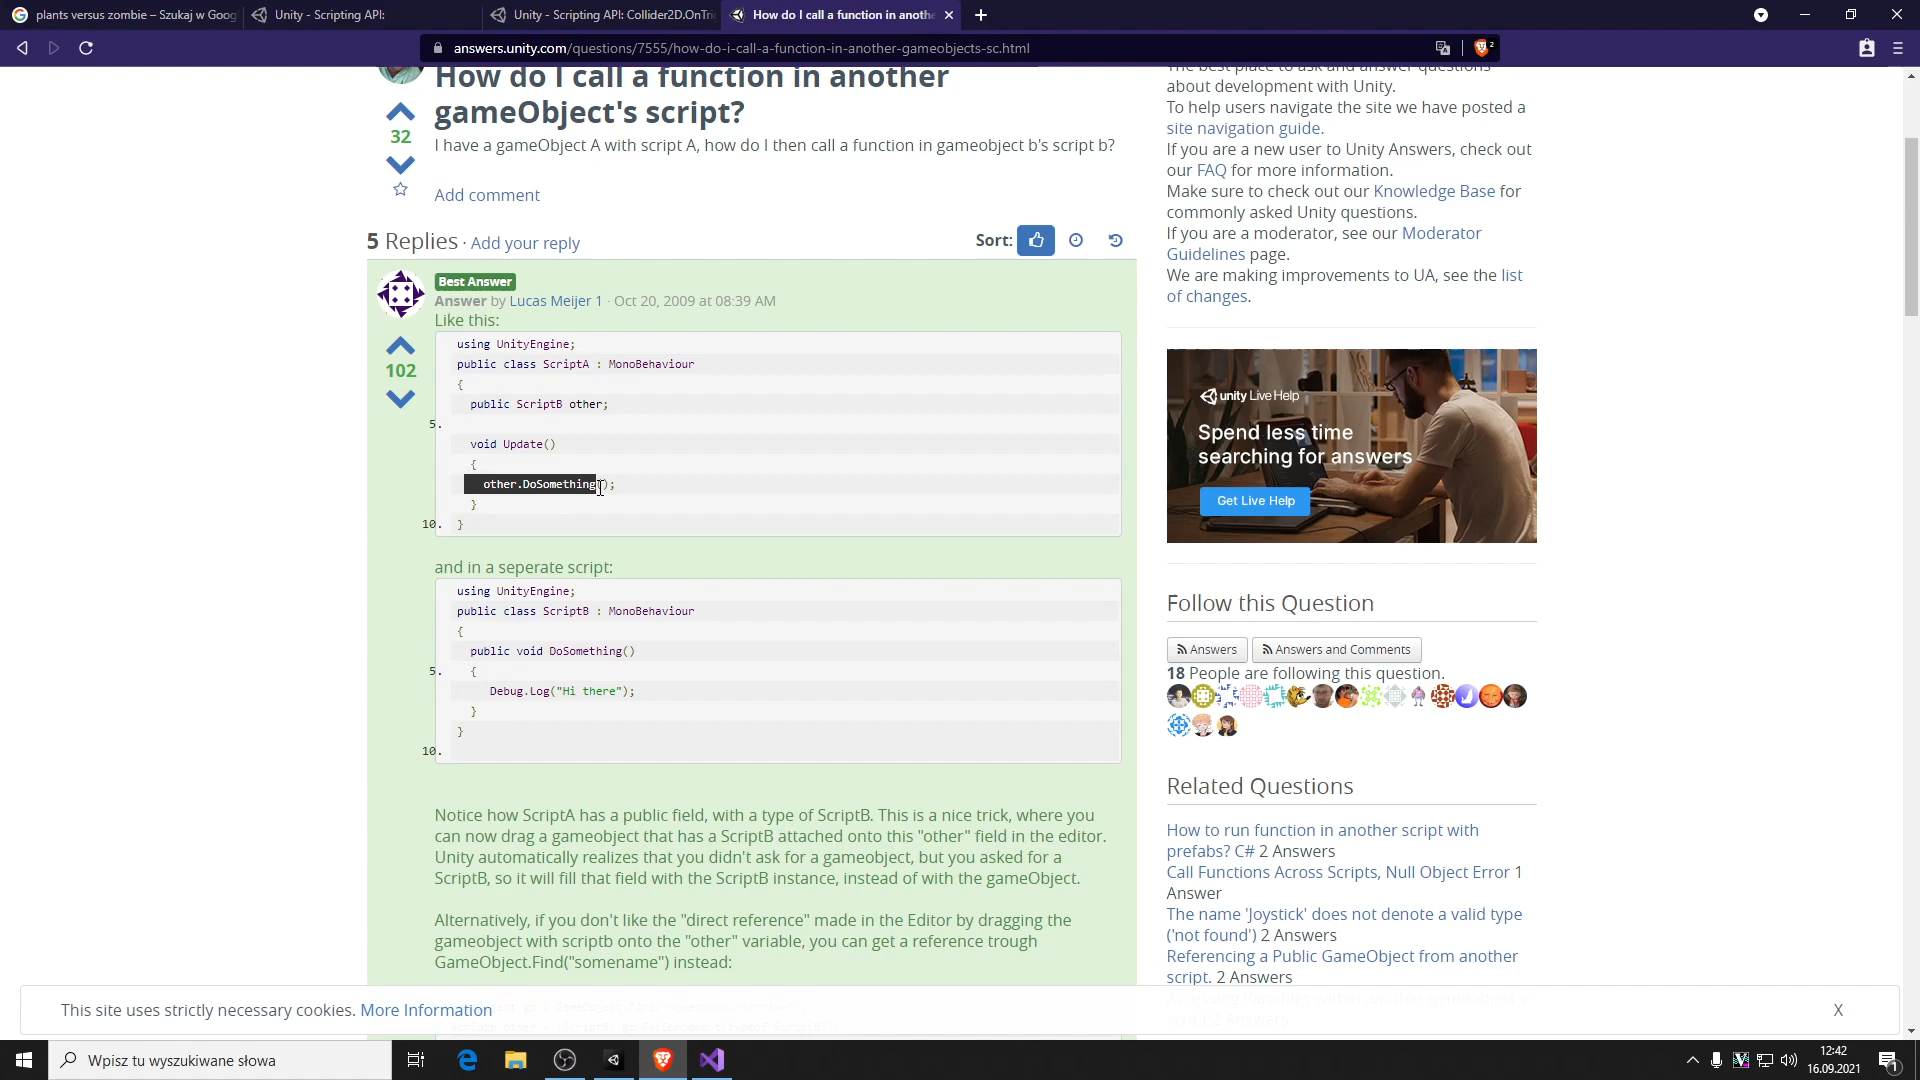 plants versus zombie – Szukaj w Goog
Unity - Scripting API:
Unity - Scripting API: Collider2D.OnTri
How do I call a function in anothe
answers.unity.com/questions/7555/how-do-i-call-a-function-in-another-gameobjects-sc.html
2
How do I call a function in another
gameObject's script?
32
I have a gameObject A with script A, how do I then call a function in gameobject b's script b?
Add comment
5 Replies · Add your reply
Sort:
Best Answer
Answer by Lucas Meijer 1 · Oct 20, 2009 at 08:39 AM
Like this:
102
using UnityEngine;
public class ScriptA : MonoBehaviour
{
public ScriptB other;
5.
void Update()
{
other.DoSomething();
}
10. }
and in a seperate script:
using UnityEngine;
public class ScriptB : MonoBehaviour
{
public void DoSomething()
5. {
Debug.Log("Hi there");
}
}
10.
Notice how ScriptA has a public field, with a type of ScriptB. This is a nice trick, where you
can now drag a gameobject that has a ScriptB attached onto this "other" field in the editor.
Unity automatically realizes that you didn't ask for a gameobject, but you asked for a
ScriptB, so it will fill that field with the ScriptB instance, instead of with the gameObject.
Alternatively, if you don't like the "direct reference" made in the Editor by dragging the
gameobject with scriptb onto the "other" variable, you can get a reference trough
GameObject.Find("somename") instead:
The best place to ask and answer questions
about development with Unity.
To help users navigate the site we have posted a
site navigation guide.
If you are a new user to Unity Answers, check out
our FAQ for more information.
Make sure to check out our Knowledge Base for
commonly asked Unity questions.
If you are a moderator, see our Moderator
Guidelines page.
We are making improvements to UA, see the list
of changes.
unity Live Help
Spend less time
searching for answers
Get Live Help
Follow this Question
Answers
Answers and Comments
18 People are following this question.
Related Questions
How to run function in another script with
prefabs? C# 2 Answers
Call Functions Across Scripts, Null Object Error 1
Answer
The name 'Joystick' does not denote a valid type
('not found') 2 Answers
Referencing a Public GameObject from another
script. 2 Answers
This site uses strictly necessary cookies. More Information
X
Wpisz tu wyszukiwane słowa
12:42
16.09.2021
1